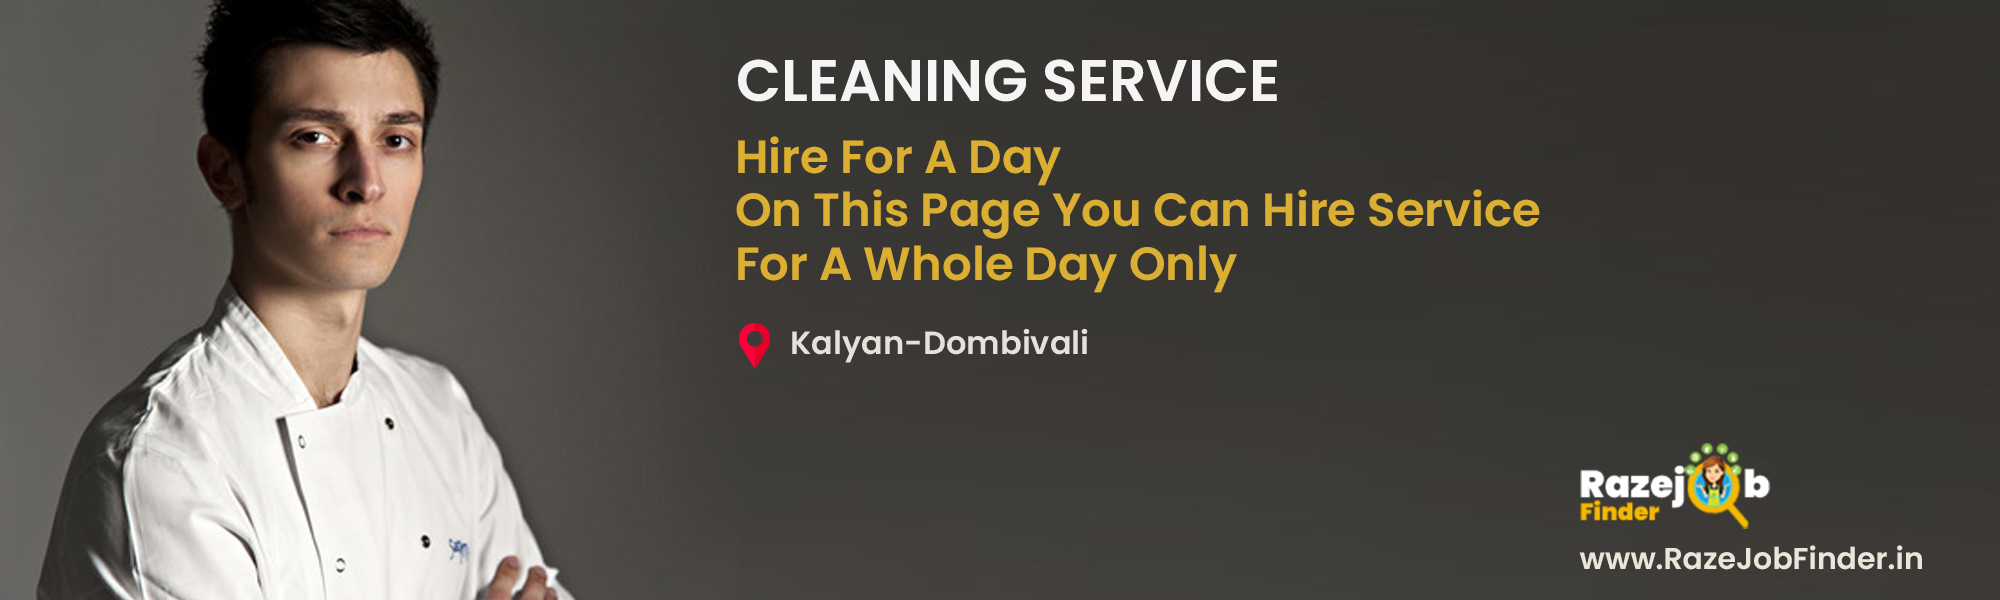 CLEANING SERVICE
Hire For A Day
On This Page You Can Hire Service
For A Whole Day Only
Kalyan-Dombivali
Razejob
Finder
www.RazeJobFinder.in